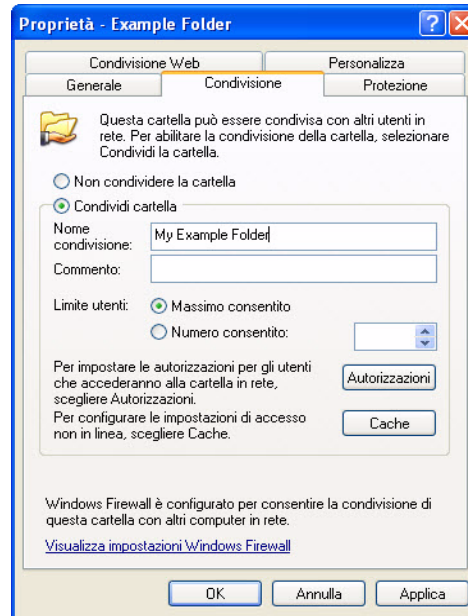 Proprietà - Example Folder
Condivisione Web
Personalizza
Generale
Condivisione
Protezione
Questa cartella può essere condivisa con altri utenti in
rete. Per abilitare la condivisione della cartella, selezionare
Condividi la cartella.
Non condividere la cartella
Condividi cartella
Nome
condivisione:
My Example Folder
Commento:
Limite utenti:
Massimo consentito
Numero consentito:
Per impostare le autorizzazioni per gli utenti
che accederanno alla cartella in rete,
scegliere Autorizzazioni.
Autorizzazioni
Per configurare le impostazioni di accesso
non in linea, scegliere Cache.
Cache
Windows Firewall è configurato per consentire la condivisione di
questa cartella con altri computer in rete.
Visualizza impostazioni Windows Firewall
OK
Annulla
Applica